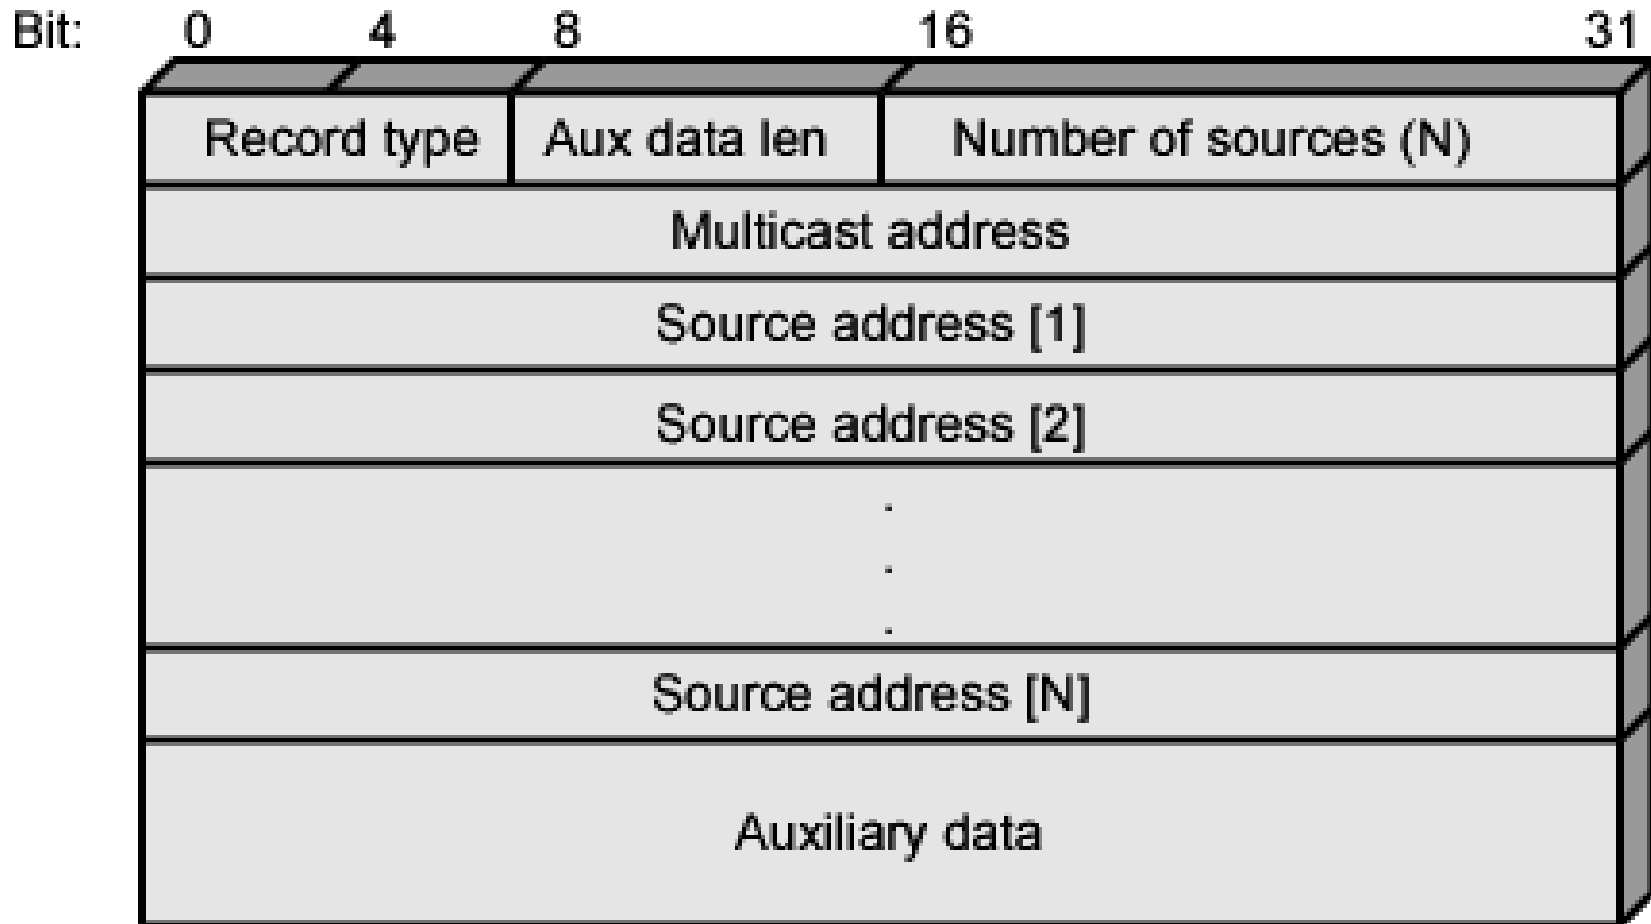 Bit: 0 4 8 16 31
Record type Aux data len Number of sources (N)
Multicast address
Source address [1]
Source address [2]
.
.
.
Source address [N]
Auxiliary data